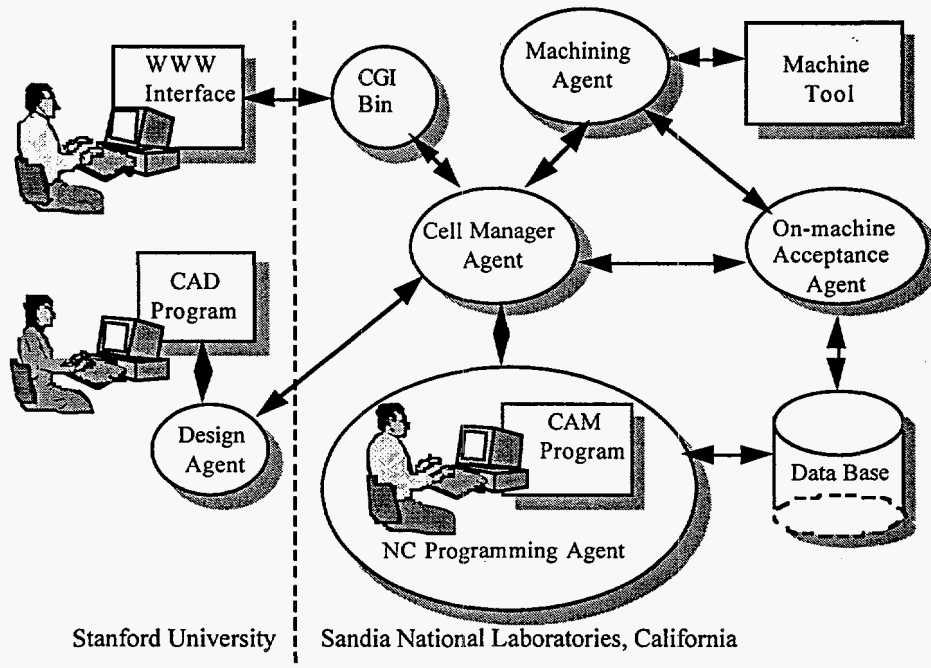 WWW
Interface
CGI
Bin
Machining
Agent
Machine
Tool
CAD
Program
Cell Manager
Agent
On-machine
Acceptance
Agent
Design
Agent
CAM
Program
NC Programming Agent
Data Base
Stanford University
Sandia National Laboratories, California